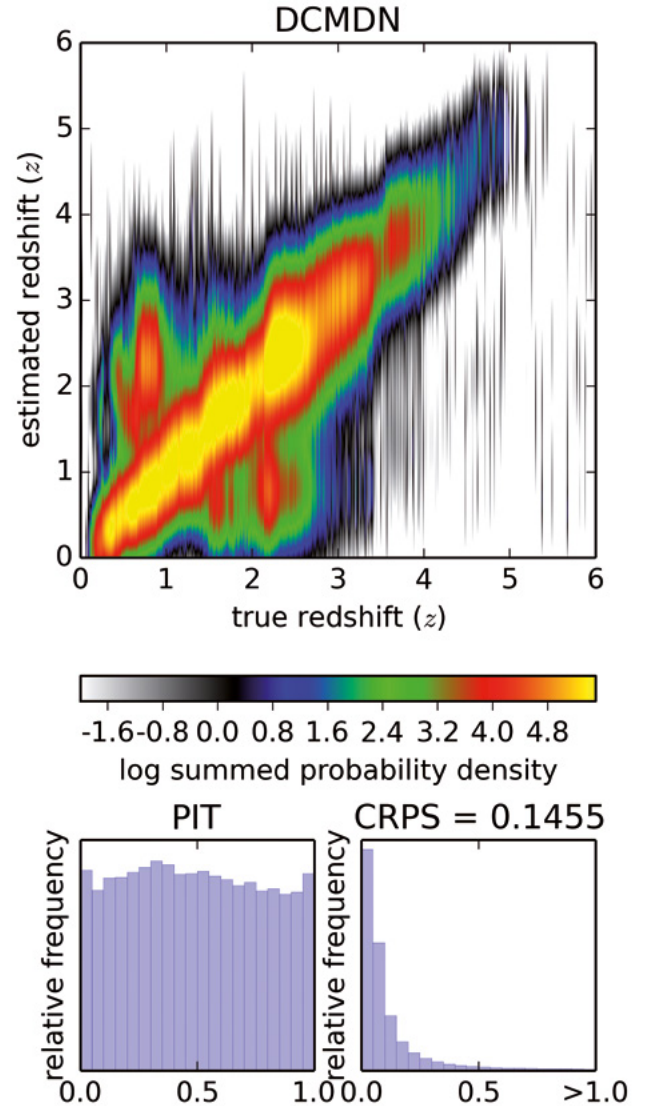 DCMDN
6
5
4
3
2
1
0
estimated redshift (z)
0 1 2 3 4 5 6
true redshift (z)
-1.6 -0.8 0.0 0.8 1.6 2.4 3.2 4.0 4.8
log summed probability density
PIT
relative frequency
0.0 0.5 1.0
CRPS = 0.1455
relative frequency
0.0 0.5 >1.0